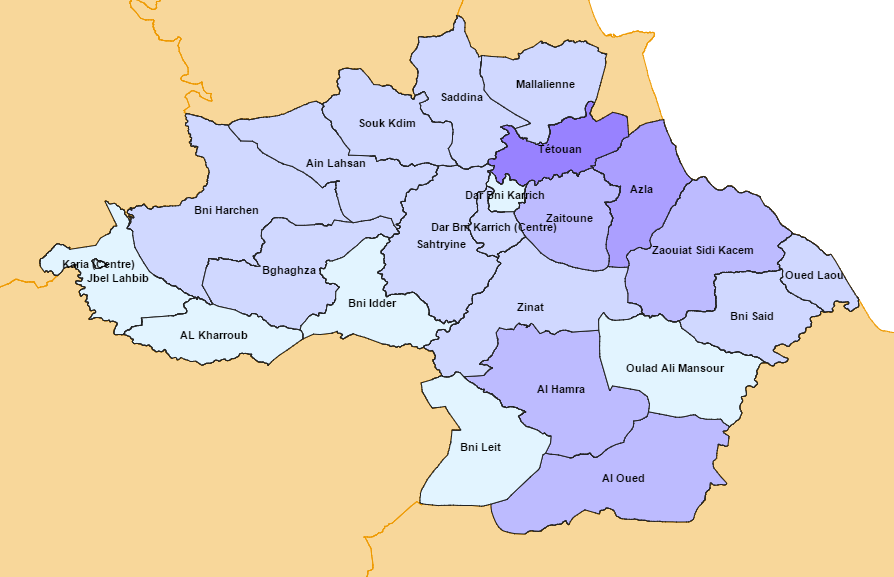 Mallalienne
Saddina
Souk Kdim
Tétouan
Ain Lahsan
Azla
Dar Bni Karrich
Bni Harchen
Zaitoune
Dar Bni Karrich (Centre)
Sahtryine
Zaouiat Sidi Kacem
Karia (Centre)
Bghaghza
Jbel Lahbib
Oued Laou
Bni Idder
Zinat
Bni Said
AL Kharroub
Oulad Ali Mansour
Al Hamra
Bni Leit
Al Oued